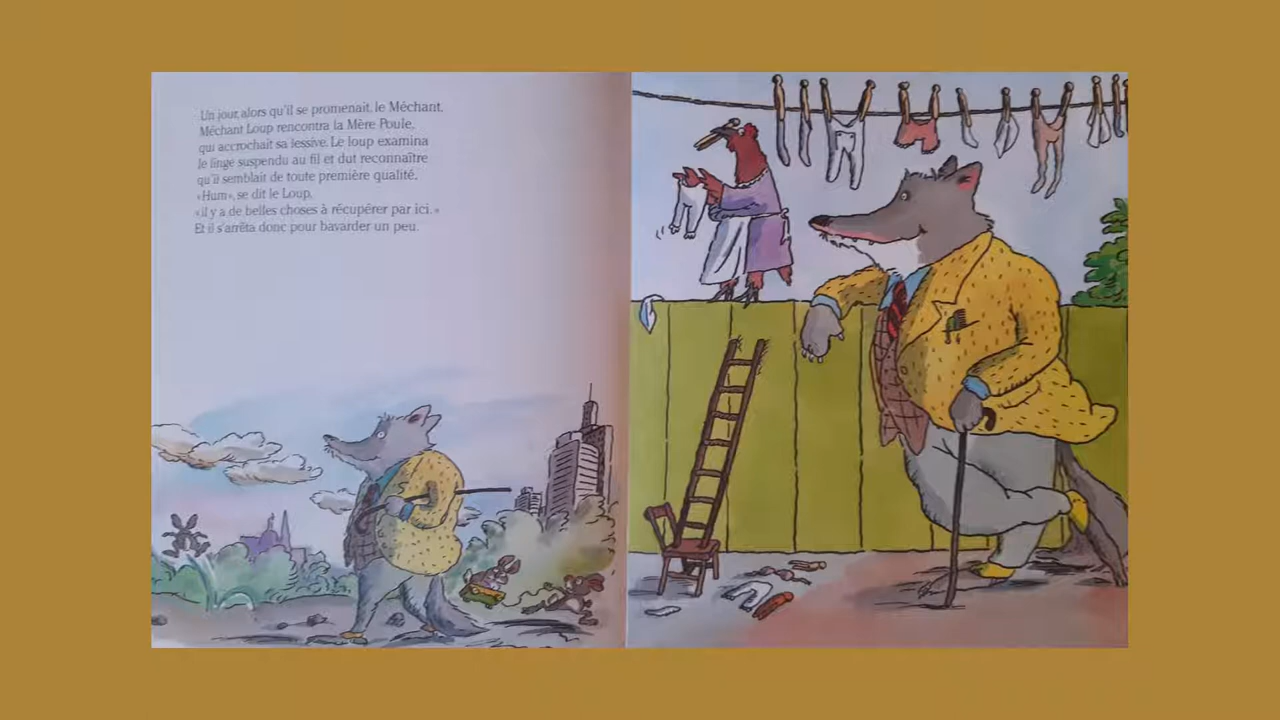 Un jour, alors qu'il se promenait, le Méchant,
Méchant Loup rencontra la Mère Poule,
qui accrochait sa lessive. Le loup examina
le linge suspendu au fil et dut reconnaître
qu'il semblait de toute première qualité.
«Hum», se dit le Loup.
«il y a de belles choses à récupérer par ici.»
Et il s'arrêta donc pour bavarder un peu.